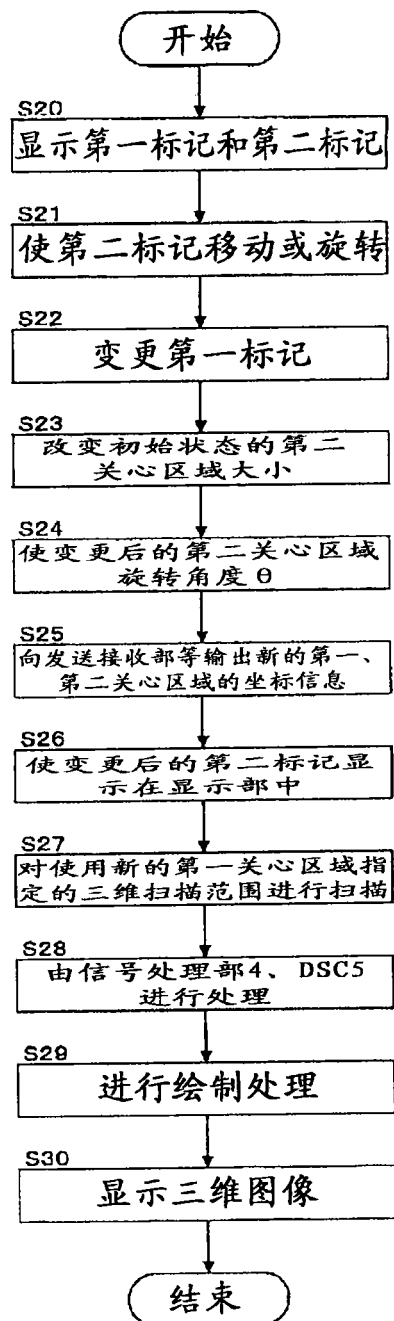 开始
S20
显示第一标记和第二标记
S21
使第二标记移动或旋转
S22
变更第一标记
S23
改变初始状态的第二
关心区域大小
S24
使变更后的第二关心区域
旋转角度θ
S25
向发送接收部等输出新的第一、
第二关心区域的坐标信息
S26
使变更后的第二标记显
示在显示部中
S27
对使用新的第一关心区域指
定的三维扫描范围进行扫描
S28
由信号处理部4、DSC5
进行处理
S29
进行绘制处理
S30
显示三维图像
结束